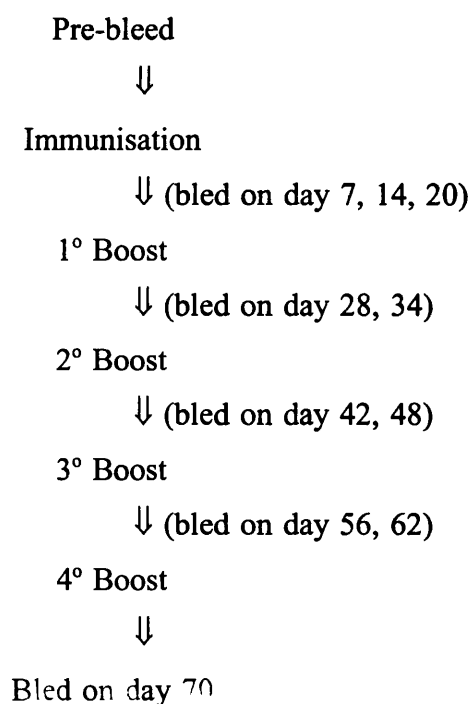 Pre-bleed
⇓
Immunisation
⇓ (bled on day 7, 14, 20)
1° Boost
⇓ (bled on day 28, 34)
2° Boost
⇓ (bled on day 42, 48)
3° Boost
⇓ (bled on day 56, 62)
4° Boost
⇓
Bled on day 70